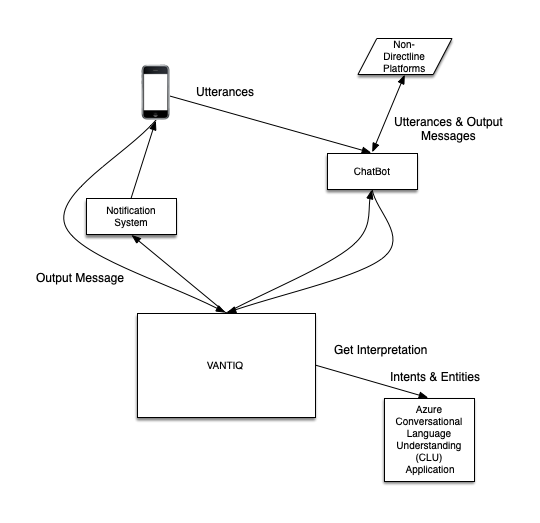 Non-
Directline
Platforms
Utterances
Utterances & Output
Messages
ChatBot
Notification
System
Output Message
VANTIQ
Get Interpretation
Intents & Entities
Azure
Conversational
Language
Understanding
(CLU)
Application